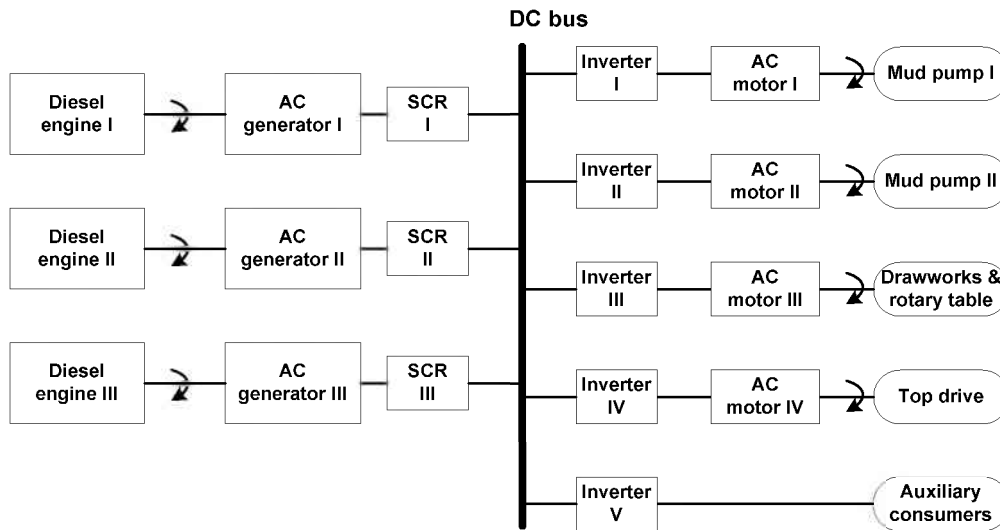 DC bus
Diesel
engine I
AC
generator I
SCR
I
Diesel
engine II
AC
generator II
SCR
II
Diesel
engine III
AC
generator III
SCR
III
Inverter
I
AC
motor I
Mud pump I
Inverter
II
AC
motor II
Mud pump II
Inverter
III
AC
motor III
Drawworks &
rotary table
Inverter
IV
AC
motor IV
Top drive
Inverter
V
Auxiliary
consumers